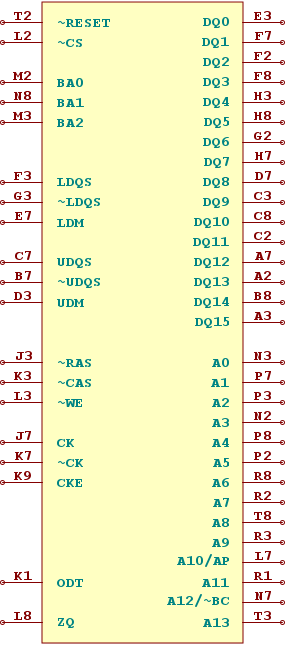 T2 ~RESET DQ0 E3
L2 ~CS DQ1 F7
DQ2 F2
M2 BA0 DQ3 F8
N8 BA1 DQ4 H3
M3 BA2 DQ5 H8
DQ6 G2
DQ7 H7
F3 LDQS DQ8 D7
G3 ~LDQS DQ9 C3
E7 LDM DQ10 C8
DQ11 C2
C7 UDQS DQ12 A7
B7 ~UDQS DQ13 A2
D3 UDM DQ14 B8
DQ15 A3
J3 ~RAS A0 N3
K3 ~CAS A1 P7
L3 ~WE A2 P3
A3 N2
J7 CK A4 P8
K7 ~CK A5 P2
K9 CKE A6 R8
A7 R2
A8 T8
A9 R3
A10/AP L7
K1 ODT A11 R1
A12/~BC N7
L8 ZQ A13 T3